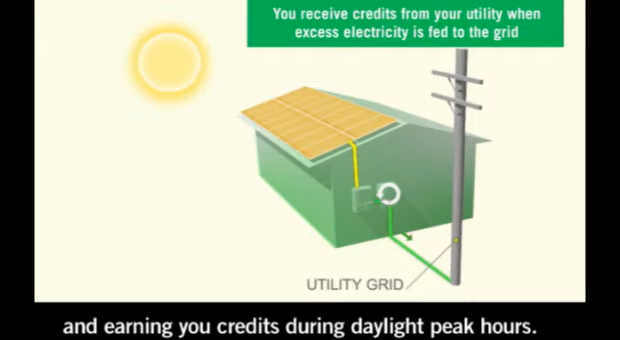 You receive credits from your utility when
excess electricity is fed to the grid
UTILITY GRID
and earning you credits during daylight peak hours.